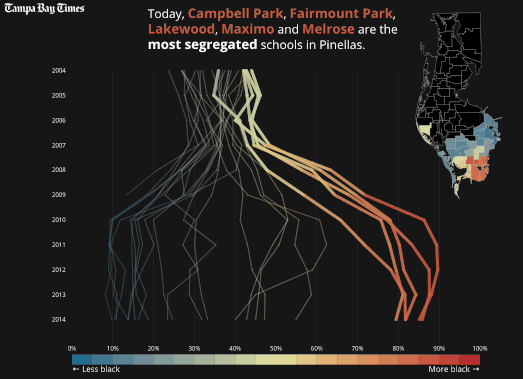 Tampa Bay Times
Today, Campbell Park, Fairmount Park,
Lakewood, Maximo and Melrose are the
most segregated schools in Pinellas.
2004
2005
2006
2007
2008
2009
2010
2011
2012
2013
2014
0% 10% 20% 30% 40% 50% 60% 70% 80% 90% 100%
← Less black More black →